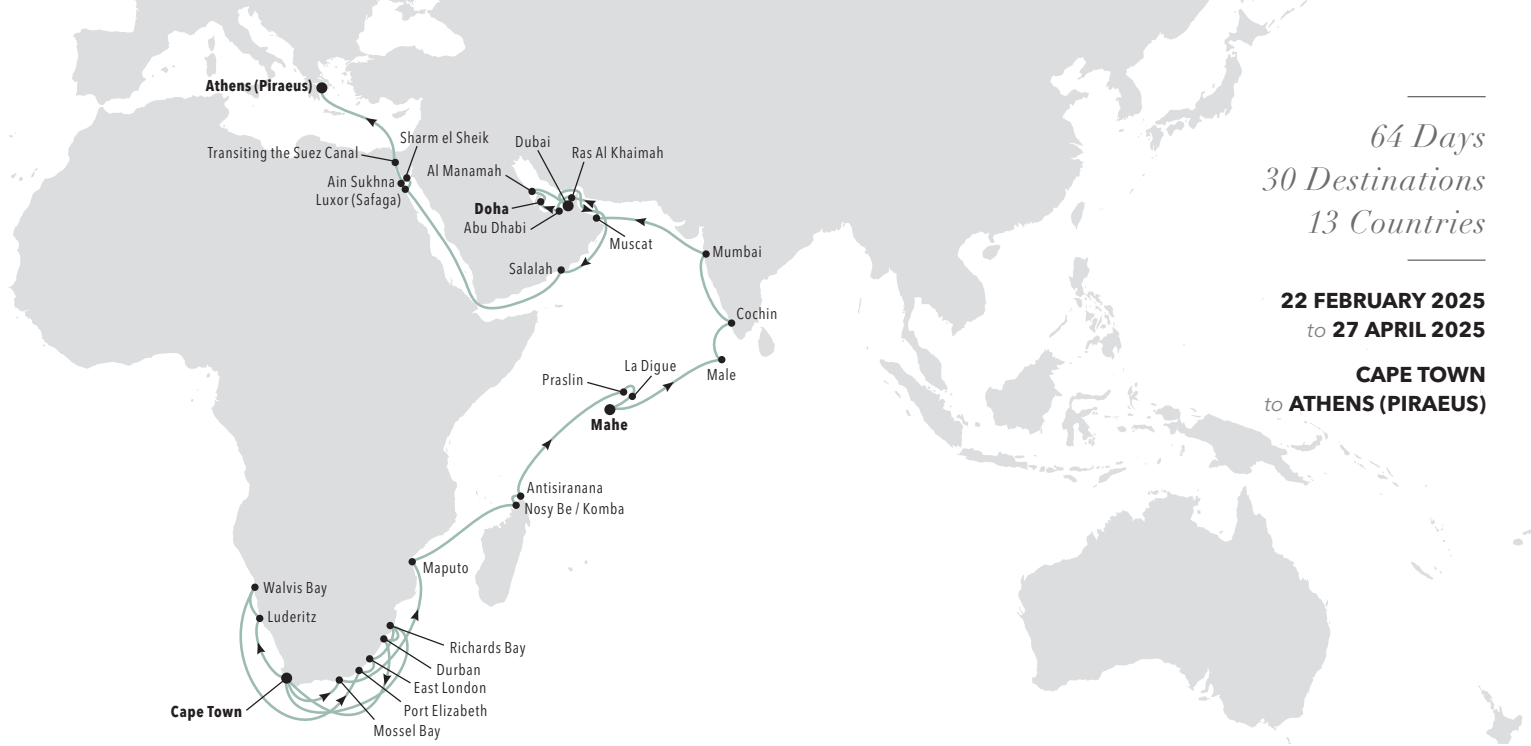 Athens (Piraeus)
Sharm el Sheik
Transiting the Suez Canal
Ain Sukhna
Luxor (Safaga)
Dubai
Ras Al Khaimah
Al Manamah
Doha
Abu Dhabi
Muscat
Salalah
Mumbai
Cochin
Male
La Digue
Praslin
Mahe
Antisiranana
Nosy Be / Komba
Maputo
Walvis Bay
Luderitz
Richards Bay
Durban
East London
Port Elizabeth
Mossel Bay
Cape Town
64 Days
30 Destinations
13 Countries
22 FEBRUARY 2025
to 27 APRIL 2025
CAPE TOWN
to ATHENS (PIRAEUS)